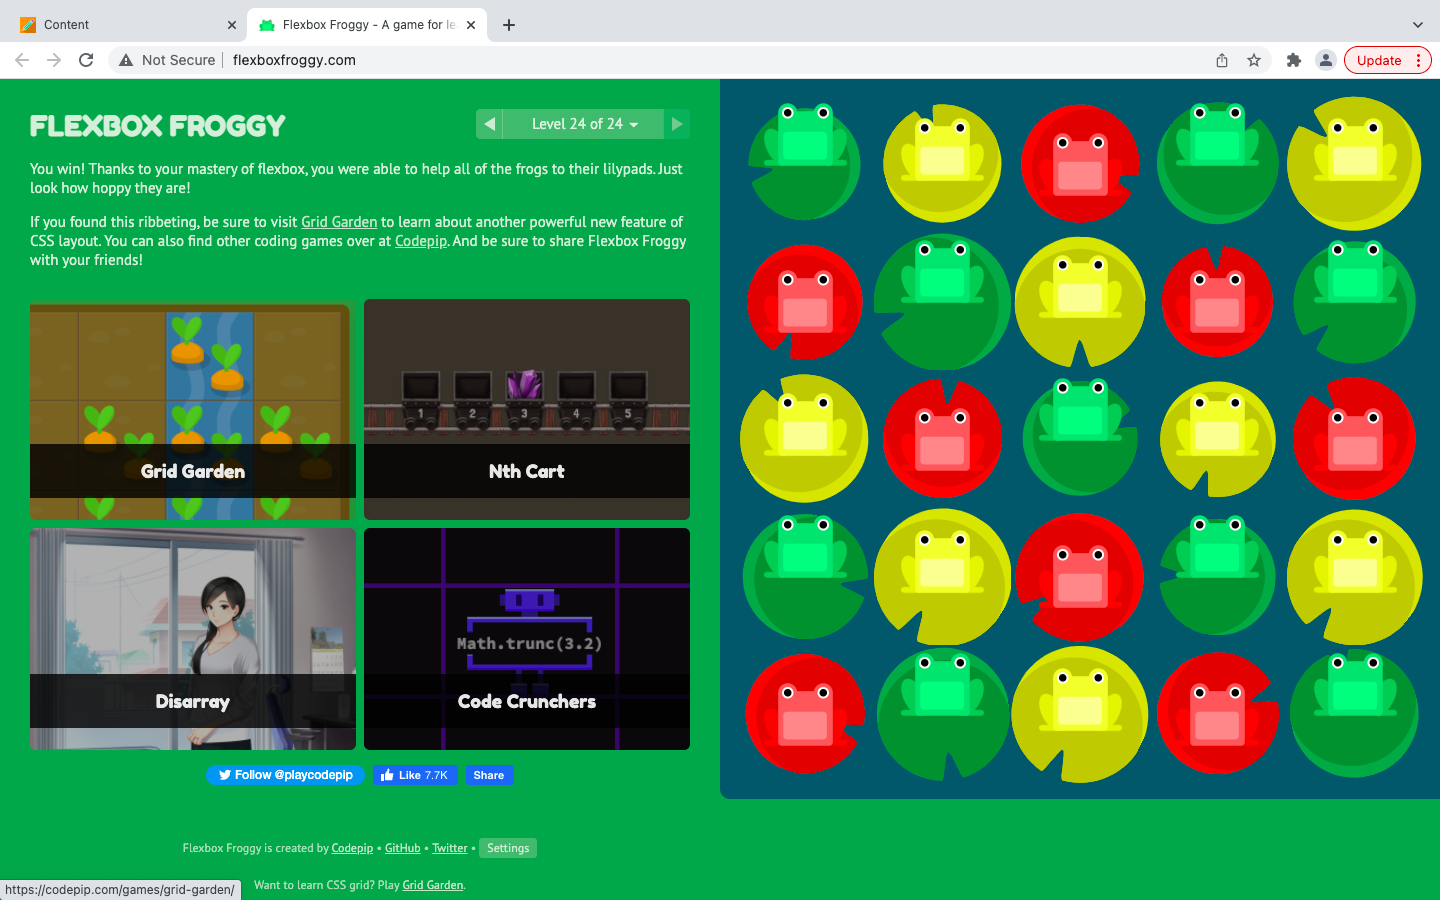 Content
Flexbox Froggy - A game for le
Not Secure
flexboxfroggy.com
Update
FLEXBOX FROGGY
Level 24 of 24
You win! Thanks to your mastery of flexbox, you were able to help all of the frogs to their lilypads. Just
look how hoppy they are!
If you found this ribbeting, be sure to visit Grid Garden to learn about another powerful new feature of
CSS layout. You can also find other coding games over at Codepip. And be sure to share Flexbox Froggy
with your friends!
Grid Garden
1 2 3 4 5
Nth Cart
Disarray
Math.trunc(3.2)
Code Crunchers
Follow @playcodepip
Like 7.7K
Share
Flexbox Froggy is created by Codepip • GitHub • Twitter • Settings
Want to learn CSS grid? Play Grid Garden.
https://codepip.com/games/grid-garden/